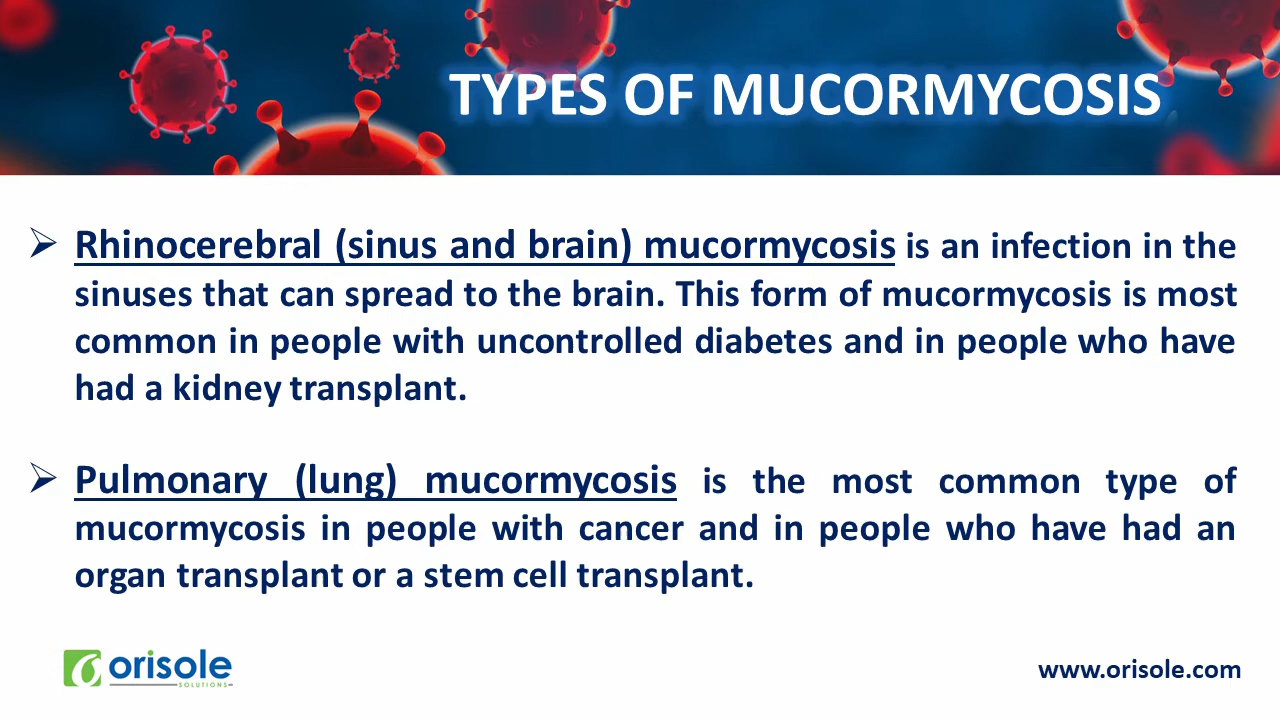 TYPES OF MUCORMYCOSIS
Rhinocerebral (sinus and brain) mucormycosis is an infection in the
sinuses that can spread to the brain. This form of mucormycosis is most
common in people with uncontrolled diabetes and in people who have
had a kidney transplant.
Pulmonary (lung) mucormycosis is the most common type of
mucormycosis in people with cancer and in people who have had an
organ transplant or a stem cell transplant.
orisole
SOLUTIONS
www.orisole.com